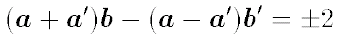 (a + a′)b − (a − a′)b′ = ±2